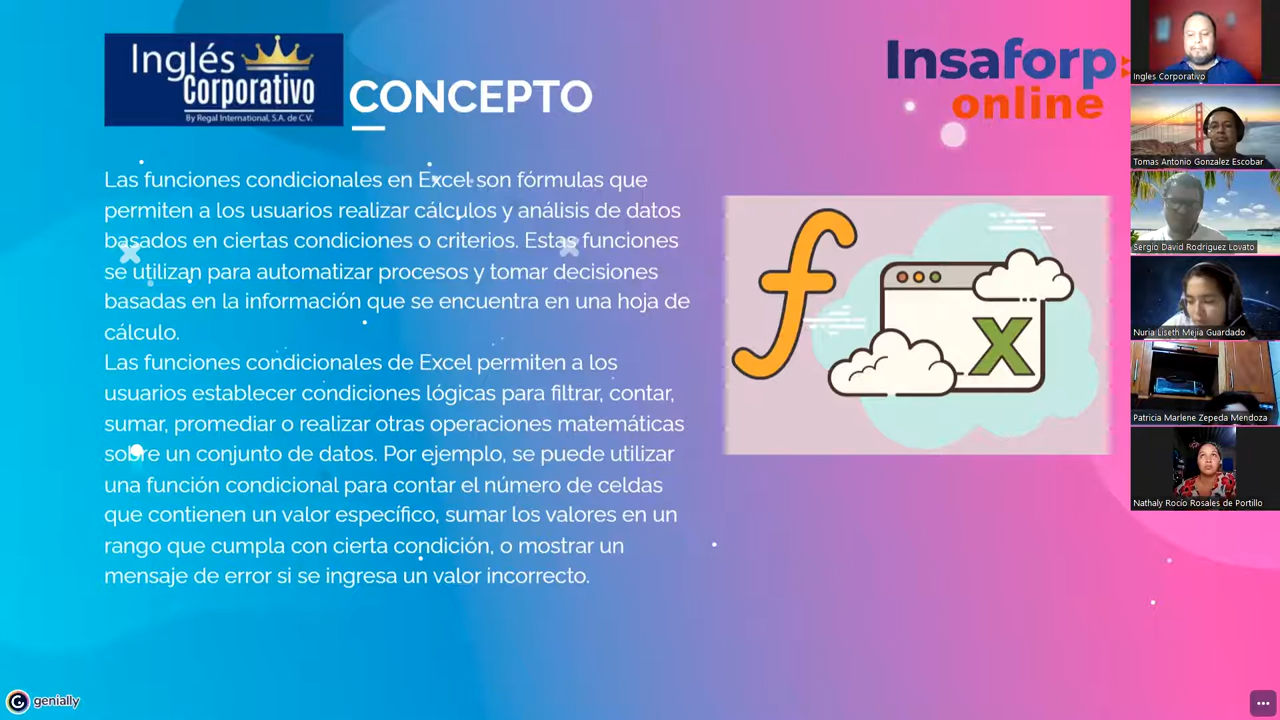 Inglés
Corporativo
By Regal International, S.A. de C.V.
CONCEPTO
Insaforp
online
Las funciones condicionales en Excel son fórmulas que
permiten a los usuarios realizar cálculos y análisis de datos
basados en ciertas condiciones o criterios. Estas funciones
se utilizan para automatizar procesos y tomar decisiones
basadas en la información que se encuentra en una hoja de
cálculo.
Las funciones condicionales de Excel permiten a los
usuarios establecer condiciones lógicas para filtrar, contar,
sumar, promediar o realizar otras operaciones matemáticas
sobre un conjunto de datos. Por ejemplo, se puede utilizar
una función condicional para contar el número de celdas
que contienen un valor específico, sumar los valores en un
rango que cumpla con cierta condición, o mostrar un
mensaje de error si se ingresa un valor incorrecto.
f
X
Ingles Corporativo
Tomas Antonio Gonzalez Escobar
Sergio David Rodriguez Lovato
Nuria Liseth Mejía Guardado
Patricia Marlene Zepeda Mendoza
Nathaly Rocío Rosales de Portillo
genially